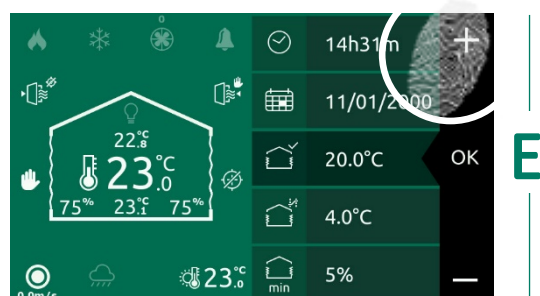 0
14h31m
+
11/01/2000
22.8°C
23.0°C
20.0°C
OK
E
75%
23.1°C
75%
4.0°C
23.0°C
5%
min
0.0m/s